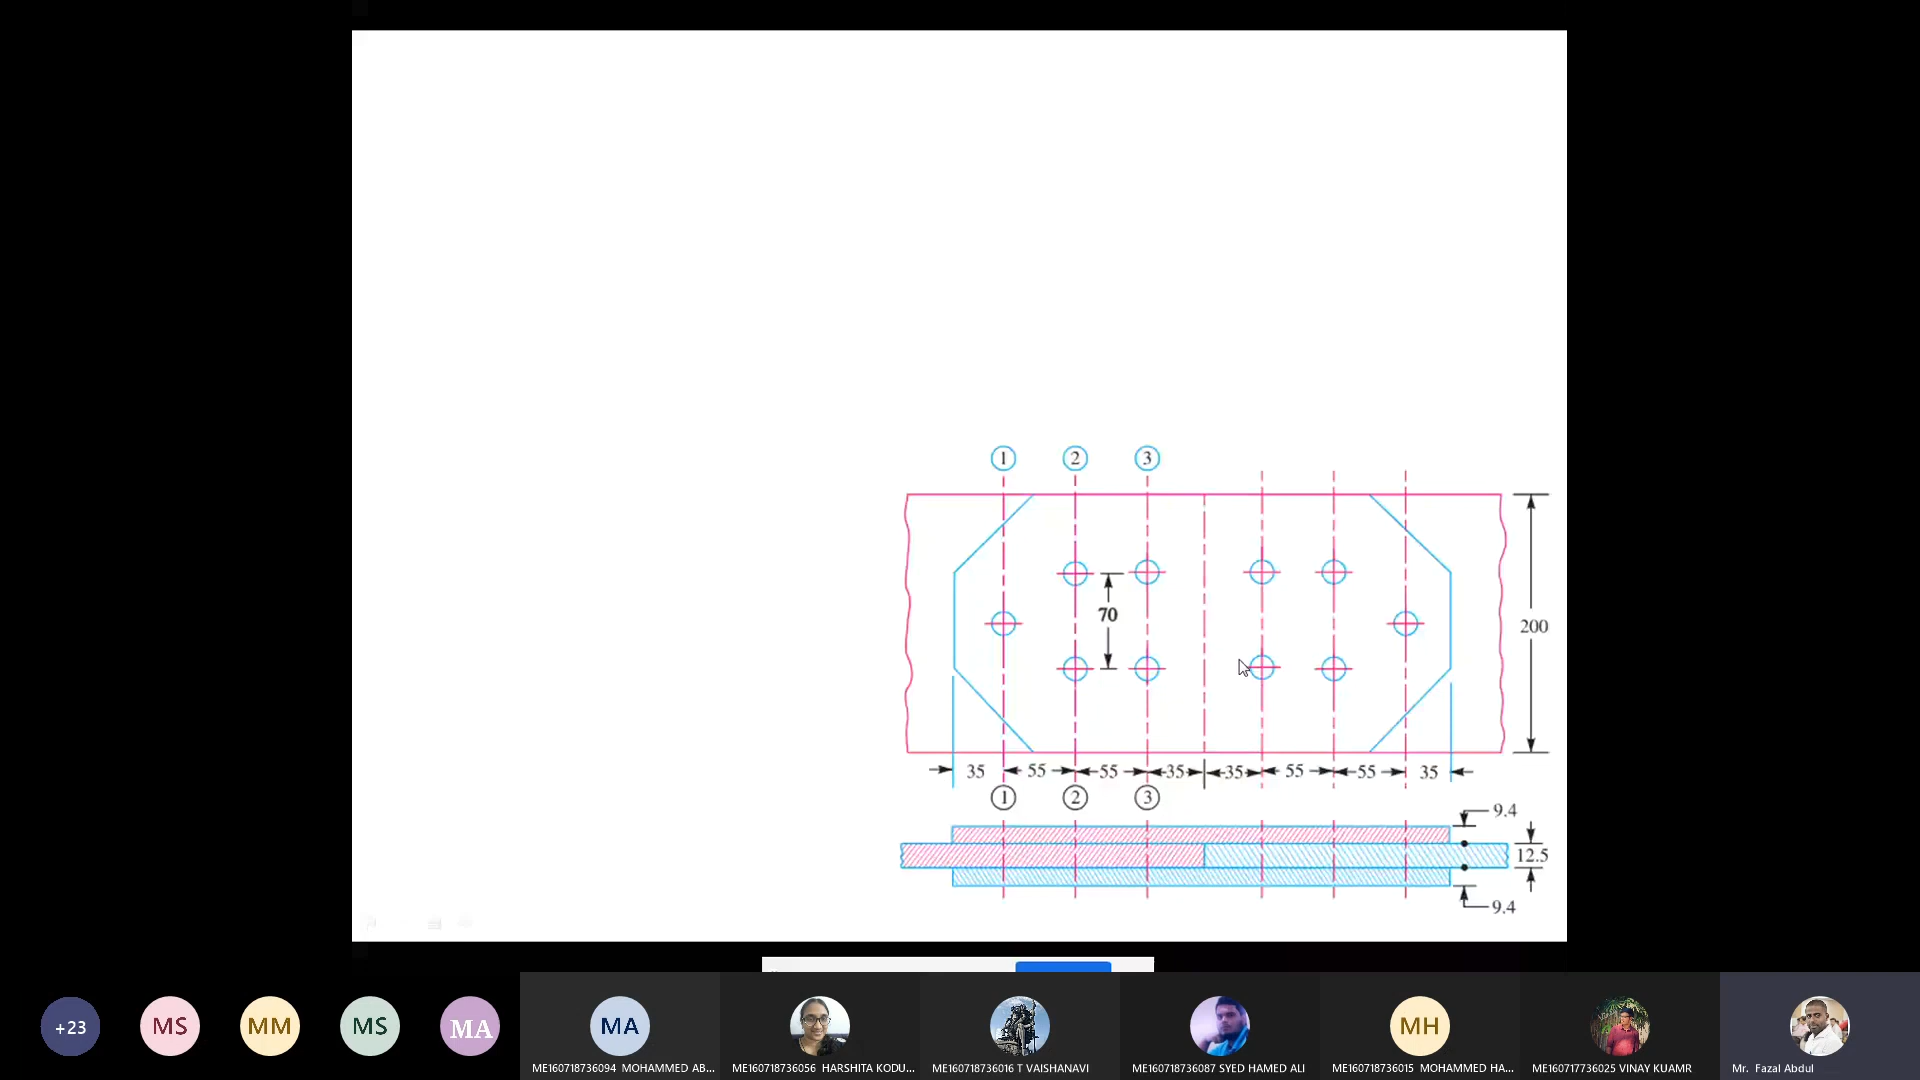 1 2 3
70
200
35 55 55 35 35 55 55 35
1 2 3
9.4
12.5
9.4
+23 MS MM MS MA MA MH
ME160718736094 MOHAMMED AB... ME160718736056 HARSHITA KODU... ME160718736016 T VAISHANAVI ME160718736087 SYED HAMED ALI ME160718736015 MOHAMMED HA... ME160717736025 VINAY KUAMR Mr. Fazal Abdul